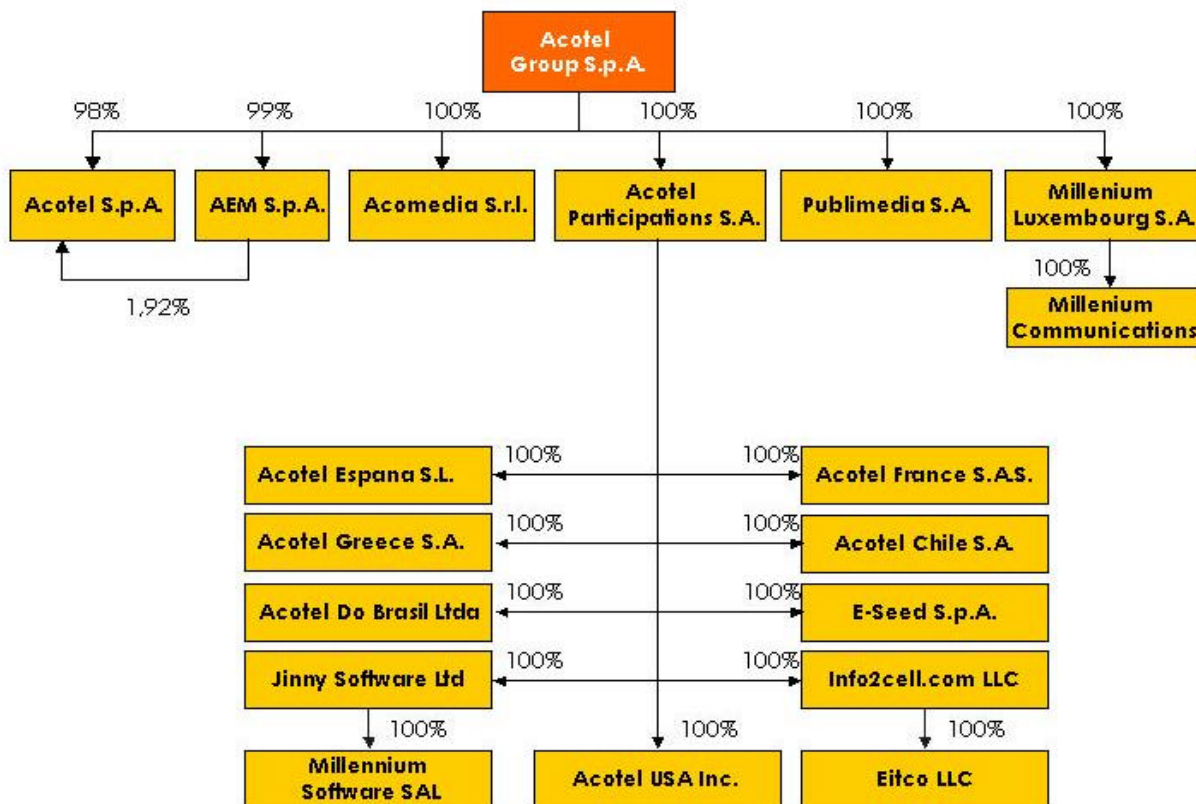 Acotel
Group S.p.A.
98%
99%
100%
100%
100%
100%
Acotel S.p.A.
AEM S.p.A.
Acomedia S.r.l.
Acotel
Participations S.A.
Publimedia S.A.
Millenium
Luxembourg S.A.
1,92%
100%
Millenium
Communications
100%
100%
Acotel Espana S.L.
Acotel France S.A.S.
100%
100%
Acotel Greece S.A.
Acotel Chile S.A.
100%
100%
Acotel Do Brasil Ltda
E-Seed S.p.A.
100%
100%
Jinny Software Ltd
Info2cell.com LLC
100%
100%
100%
Millennium
Software SAL
Acotel USA Inc.
Eitco LLC